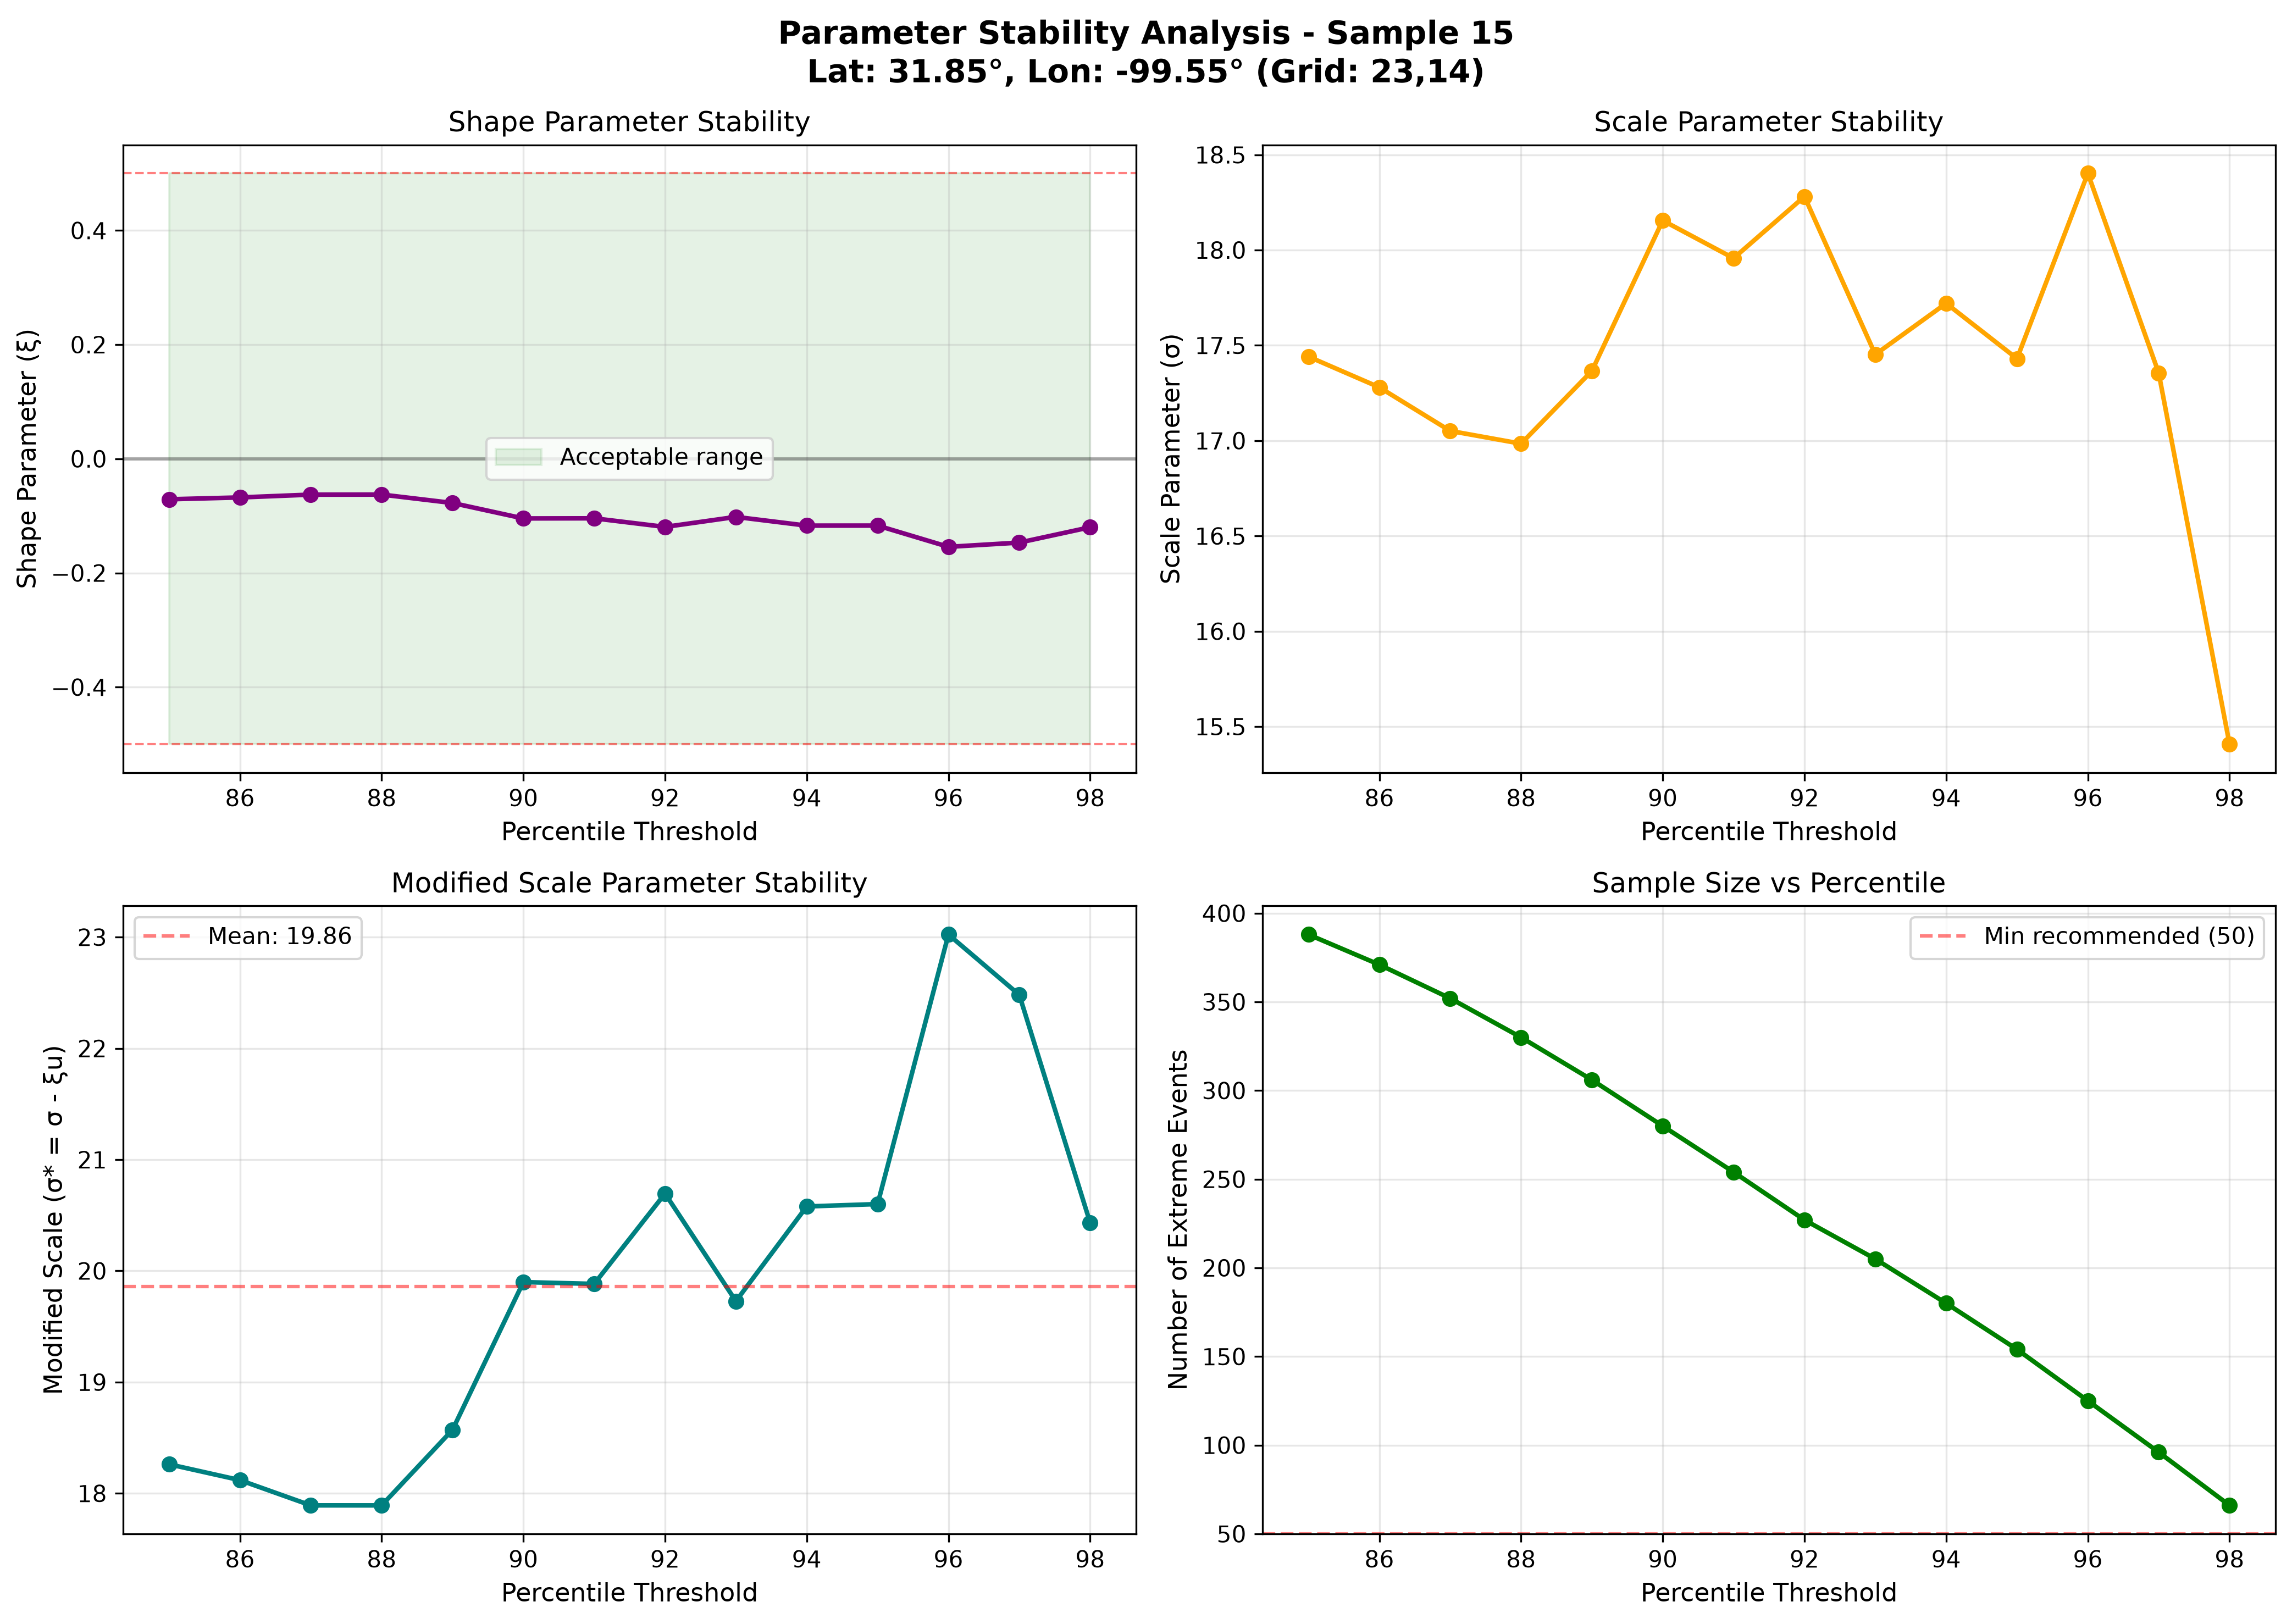 Parameter Stability Analysis - Sample 15
Lat: 31.85°, Lon: -99.55° (Grid: 23,14)
Shape Parameter Stability
Shape Parameter (ξ)
0.4
0.2
0.0
−0.2
−0.4
Acceptable range
86 88 90 92 94 96 98
Percentile Threshold
Scale Parameter Stability
Scale Parameter (σ)
18.5
18.0
17.5
17.0
16.5
16.0
15.5
86 88 90 92 94 96 98
Percentile Threshold
Modified Scale Parameter Stability
Modified Scale (σ* = σ - ξu)
23
22
21
20
19
18
Mean: 19.86
86 88 90 92 94 96 98
Percentile Threshold
Sample Size vs Percentile
Number of Extreme Events
400
350
300
250
200
150
100
50
Min recommended (50)
86 88 90 92 94 96 98
Percentile Threshold